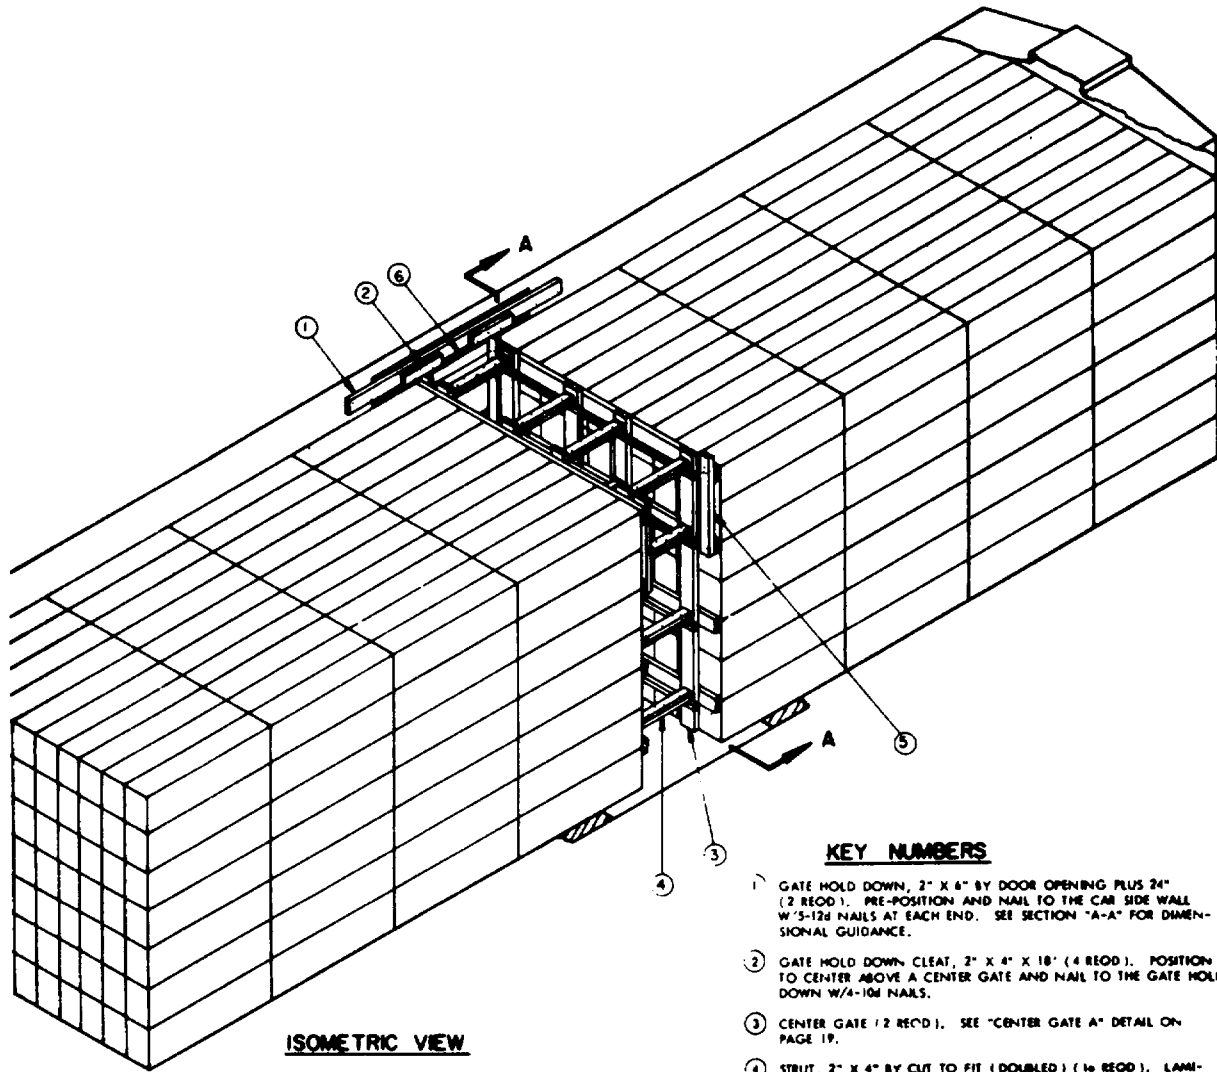 A
6
2
1
A
5
3
4
ISOMETRIC VIEW
KEY NUMBERS
1 GATE HOLD DOWN, 2" X 6" BY DOOR OPENING PLUS 24"
(2 REQD). PRE-POSITION AND NAIL TO THE CAR SIDE WALL
W/5-12d NAILS AT EACH END. SEE SECTION "A-A" FOR DIMEN-
SIONAL GUIDANCE.
2 GATE HOLD DOWN CLEAT, 2" X 4" X 18" (4 REQD). POSITION
TO CENTER ABOVE A CENTER GATE AND NAIL TO THE GATE HOLD
DOWN W/4-10d NAILS.
3 CENTER GATE (2 REQD). SEE "CENTER GATE A" DETAIL ON
PAGE 19.
4 STRUT, 2" X 4" BY CUT TO FIT (DOUBLED) ( REQD). LAMI-